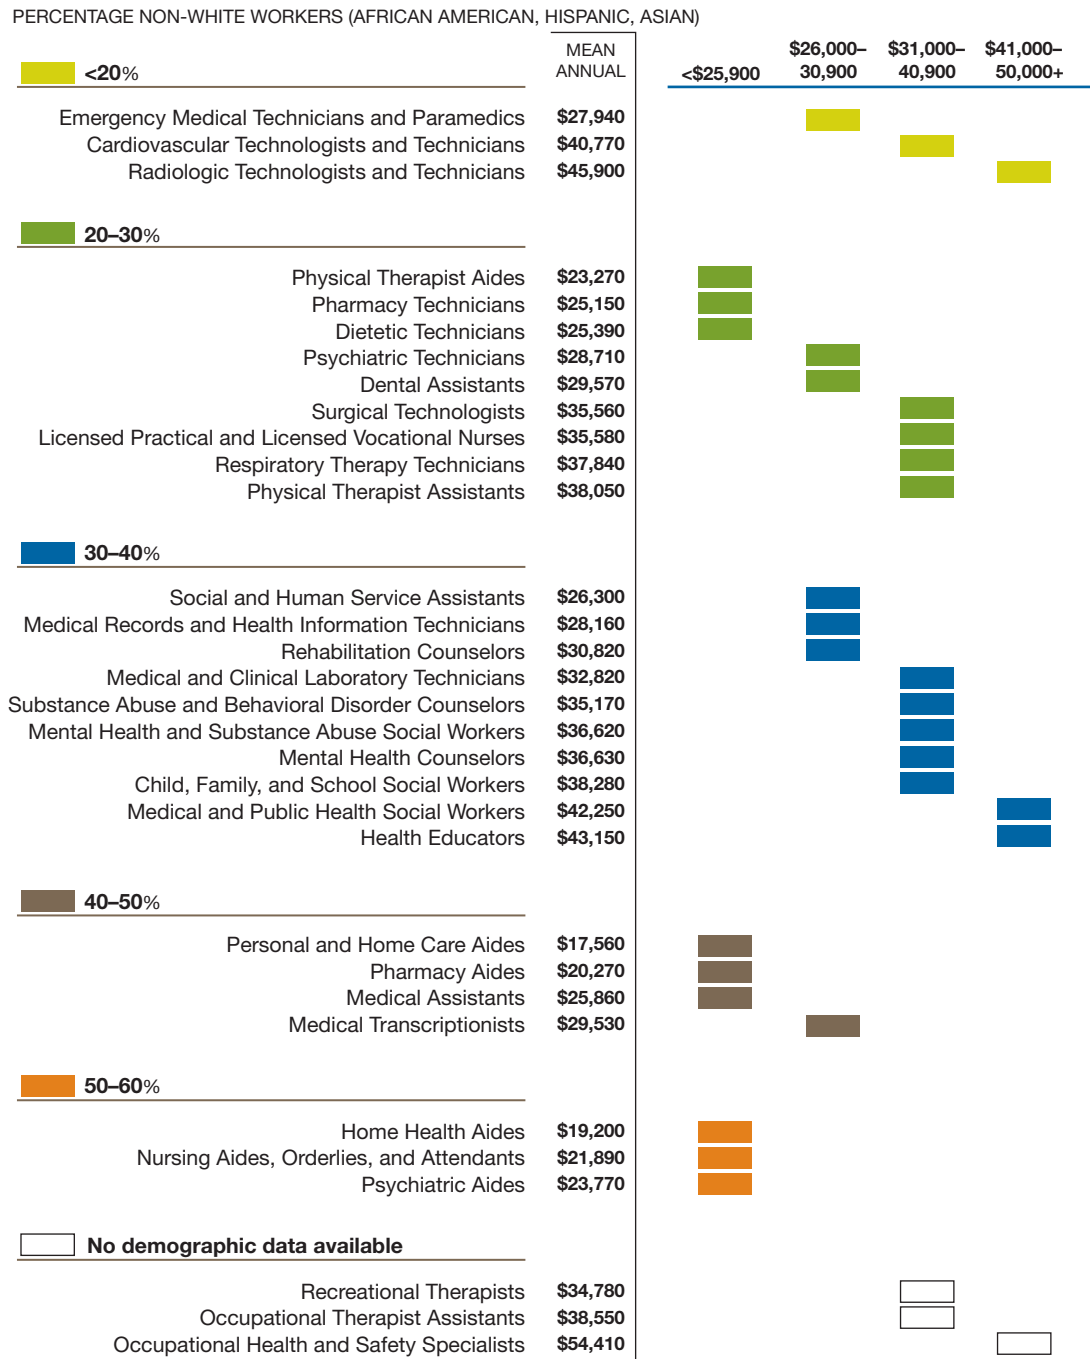 PERCENTAGE NON-WHITE WORKERS (AFRICAN AMERICAN, HISPANIC, ASIAN)
MEAN ANNUAL
<$25,900
$26,000–30,900
$31,000–40,900
$41,000–50,000+
<20%
Emergency Medical Technicians and Paramedics $27,940
Cardiovascular Technologists and Technicians $40,770
Radiologic Technologists and Technicians $45,900
20–30%
Physical Therapist Aides $23,270
Pharmacy Technicians $25,150
Dietetic Technicians $25,390
Psychiatric Technicians $28,710
Dental Assistants $29,570
Surgical Technologists $35,560
Licensed Practical and Licensed Vocational Nurses $35,580
Respiratory Therapy Technicians $37,840
Physical Therapist Assistants $38,050
30–40%
Social and Human Service Assistants $26,300
Medical Records and Health Information Technicians $28,160
Rehabilitation Counselors $30,820
Medical and Clinical Laboratory Technicians $32,820
Substance Abuse and Behavioral Disorder Counselors $35,170
Mental Health and Substance Abuse Social Workers $36,620
Mental Health Counselors $36,630
Child, Family, and School Social Workers $38,280
Medical and Public Health Social Workers $42,250
Health Educators $43,150
40–50%
Personal and Home Care Aides $17,560
Pharmacy Aides $20,270
Medical Assistants $25,860
Medical Transcriptionists $29,530
50–60%
Home Health Aides $19,200
Nursing Aides, Orderlies, and Attendants $21,890
Psychiatric Aides $23,770
No demographic data available
Recreational Therapists $34,780
Occupational Therapist Assistants $38,550
Occupational Health and Safety Specialists $54,410